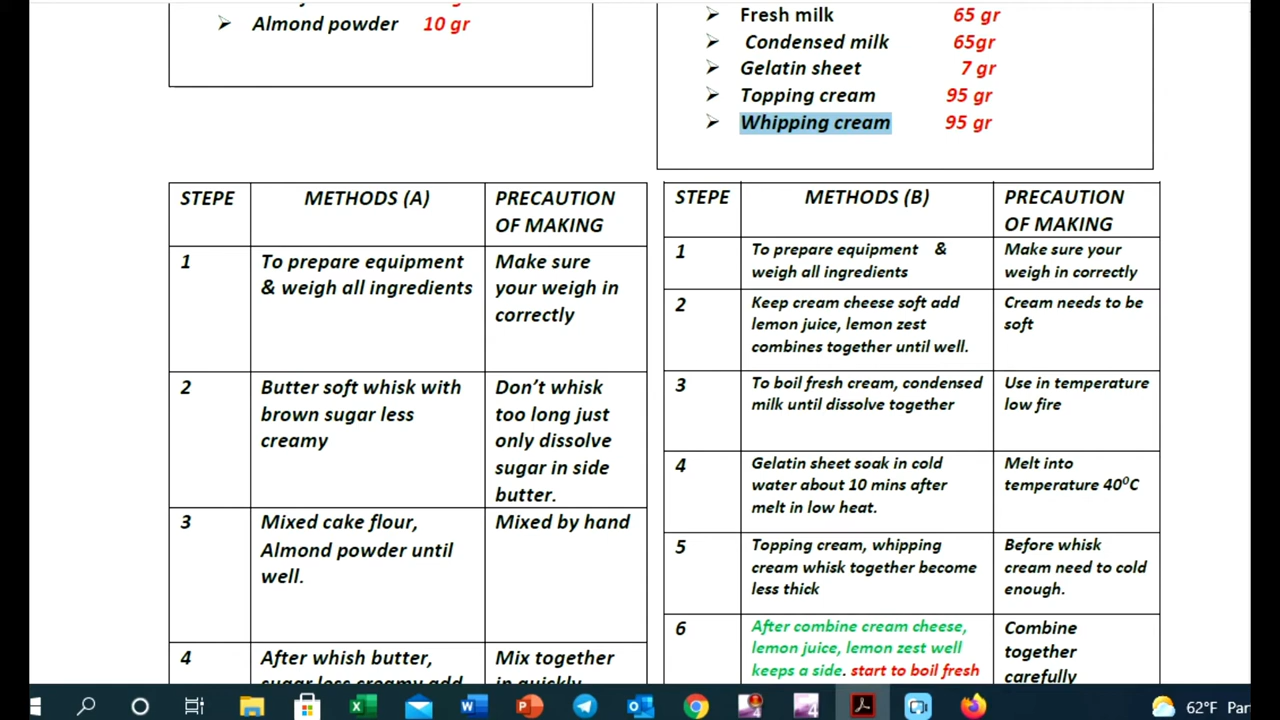 Almond powder 10 gr
Fresh milk 65 gr
Condensed milk 65gr
Gelatin sheet 7 gr
Topping cream 95 gr
Whipping cream 95 gr
STEPE METHODS (A) PRECAUTION
OF MAKING
1 To prepare equipment Make sure
& weigh all ingredients your weigh in
correctly
2 Butter soft whisk with Don't whisk
brown sugar less too long just
creamy only dissolve
sugar in side
butter.
3 Mixed cake flour, Mixed by hand
Almond powder until
well.
4 After whish butter, Mix together
sugar less creamy add in quickly
STEPE METHODS (B) PRECAUTION
OF MAKING
1 To prepare equipment & Make sure your
weigh all ingredients weigh in correctly
2 Keep cream cheese soft add Cream needs to be
lemon juice, lemon zest soft
combines together until well.
3 To boil fresh cream, condensed Use in temperature
milk until dissolve together low fire
4 Gelatin sheet soak in cold Melt into
water about 10 mins after temperature 40⁰C
melt in low heat.
5 Topping cream, whipping Before whisk
cream whisk together become cream need to cold
less thick enough.
6 After combine cream cheese, Combine
lemon juice, lemon zest well together
keeps a side. start to boil fresh carefully
62°F Par